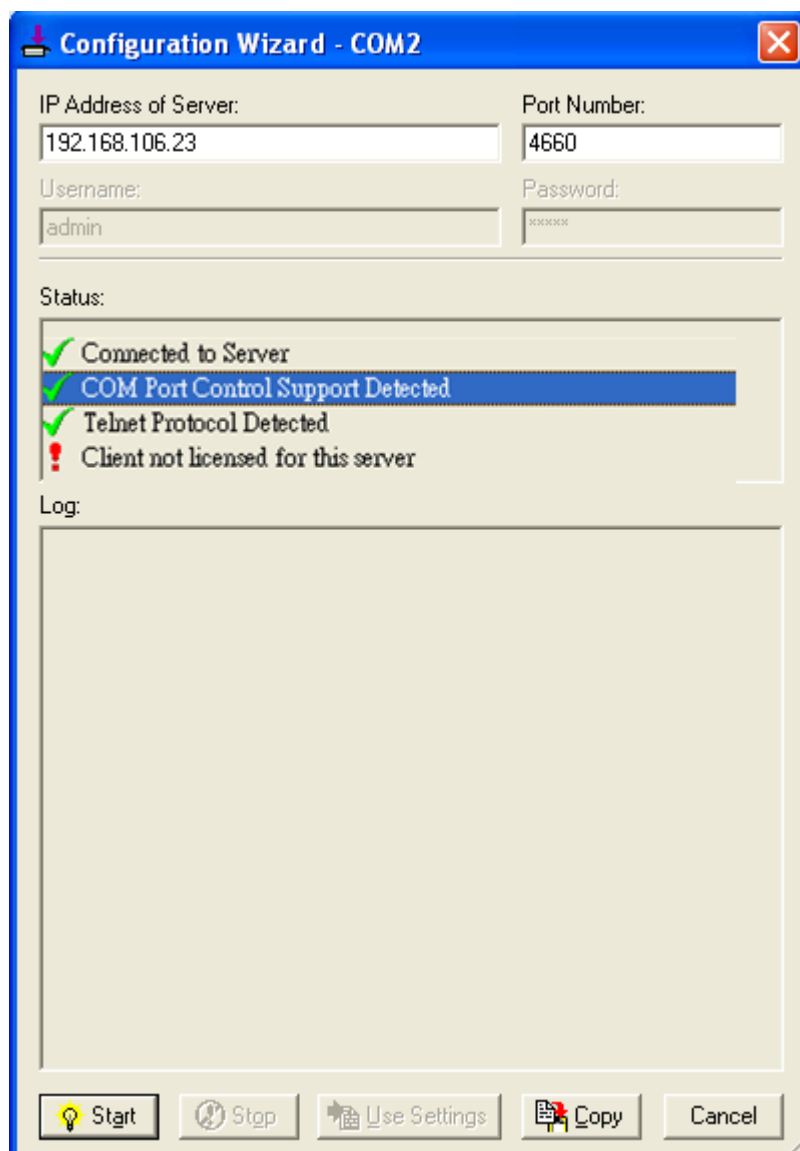 Configuration Wizard - COM2
IP Address of Server: Port Number:
192.168.106.23 4660
Username: Password:
admin *****
Status:
Connected to Server
COM Port Control Support Detected
Telnet Protocol Detected
Client not licensed for this server
Log:
Start Stop Use Settings Copy Cancel